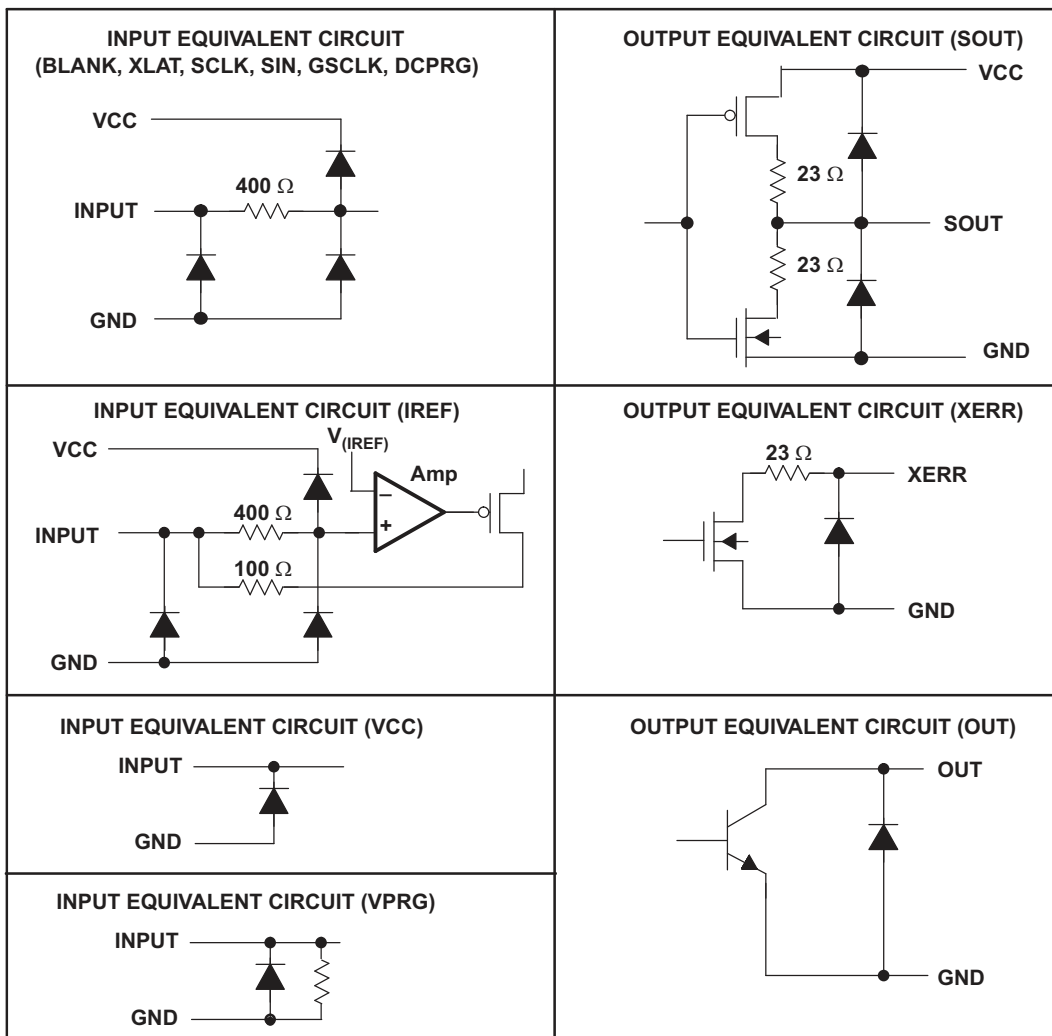 INPUT EQUIVALENT CIRCUIT
(BLANK, XLAT, SCLK, SIN, GSCLK, DCPRG)
VCC
400 Ω
INPUT
GND
OUTPUT EQUIVALENT CIRCUIT (SOUT)
VCC
23 Ω
SOUT
23 Ω
GND
INPUT EQUIVALENT CIRCUIT (IREF)
V(IREF)
VCC
Amp
400 Ω
INPUT
100 Ω
GND
−
+
OUTPUT EQUIVALENT CIRCUIT (XERR)
23 Ω
XERR
GND
INPUT EQUIVALENT CIRCUIT (VCC)
INPUT
GND
OUTPUT EQUIVALENT CIRCUIT (OUT)
OUT
GND
INPUT EQUIVALENT CIRCUIT (VPRG)
INPUT
GND